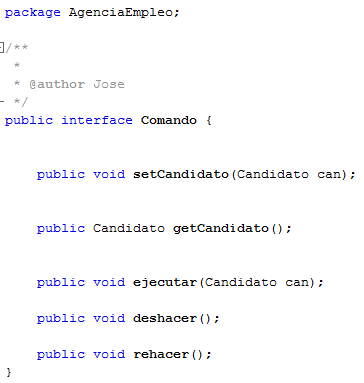 package AgenciaEmpleo;
/**
*
* @author Jose
*/
public interface Comando {
public void setCandidato(Candidato can);
public Candidato getCandidato();
public void ejecutar(Candidato can);
public void deshacer();
public void rehacer();
}